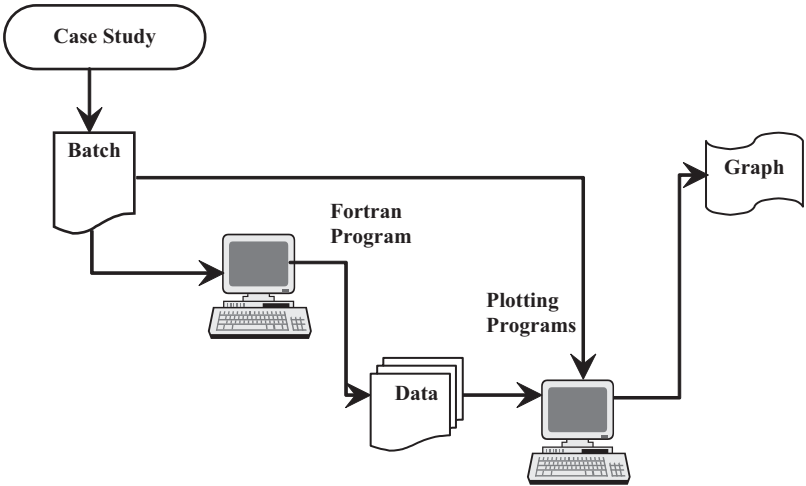 Case Study
Batch
Graph
Fortran
Program
Plotting
Programs
Data